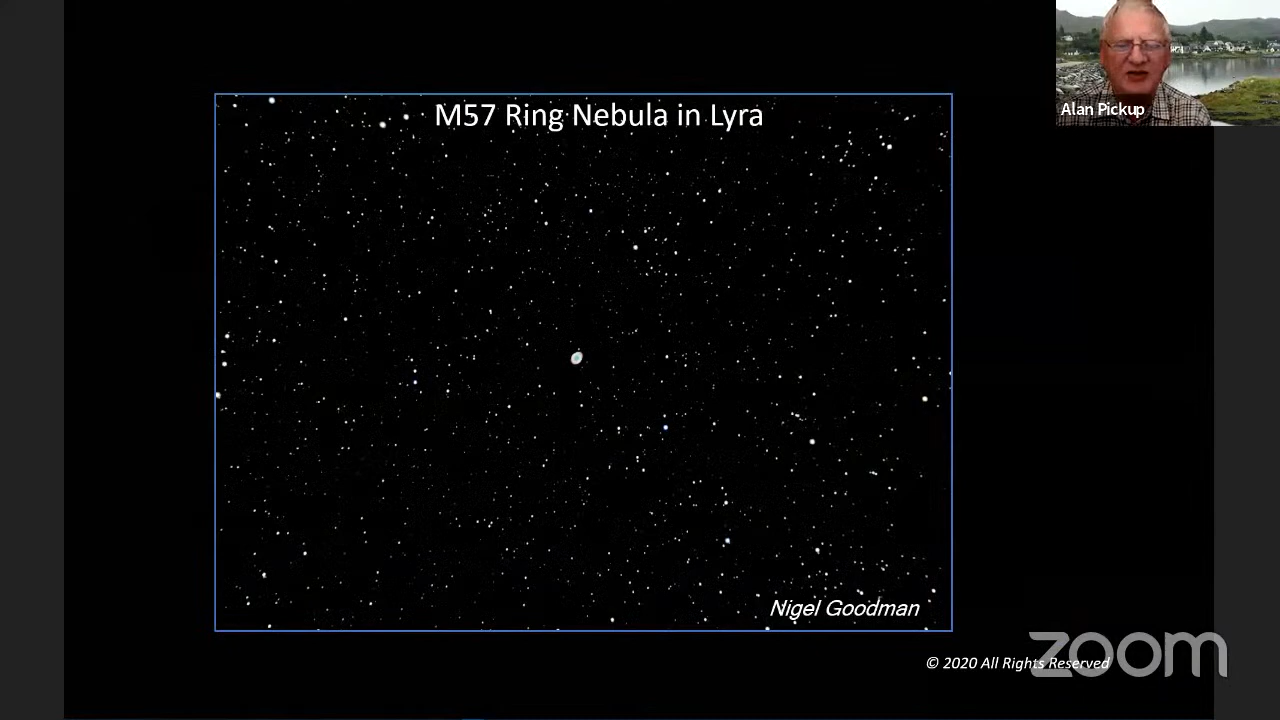 M57 Ring Nebula in Lyra
Alan Pickup
Nigel Goodman
© 2020 All Rights Reserved
zoom